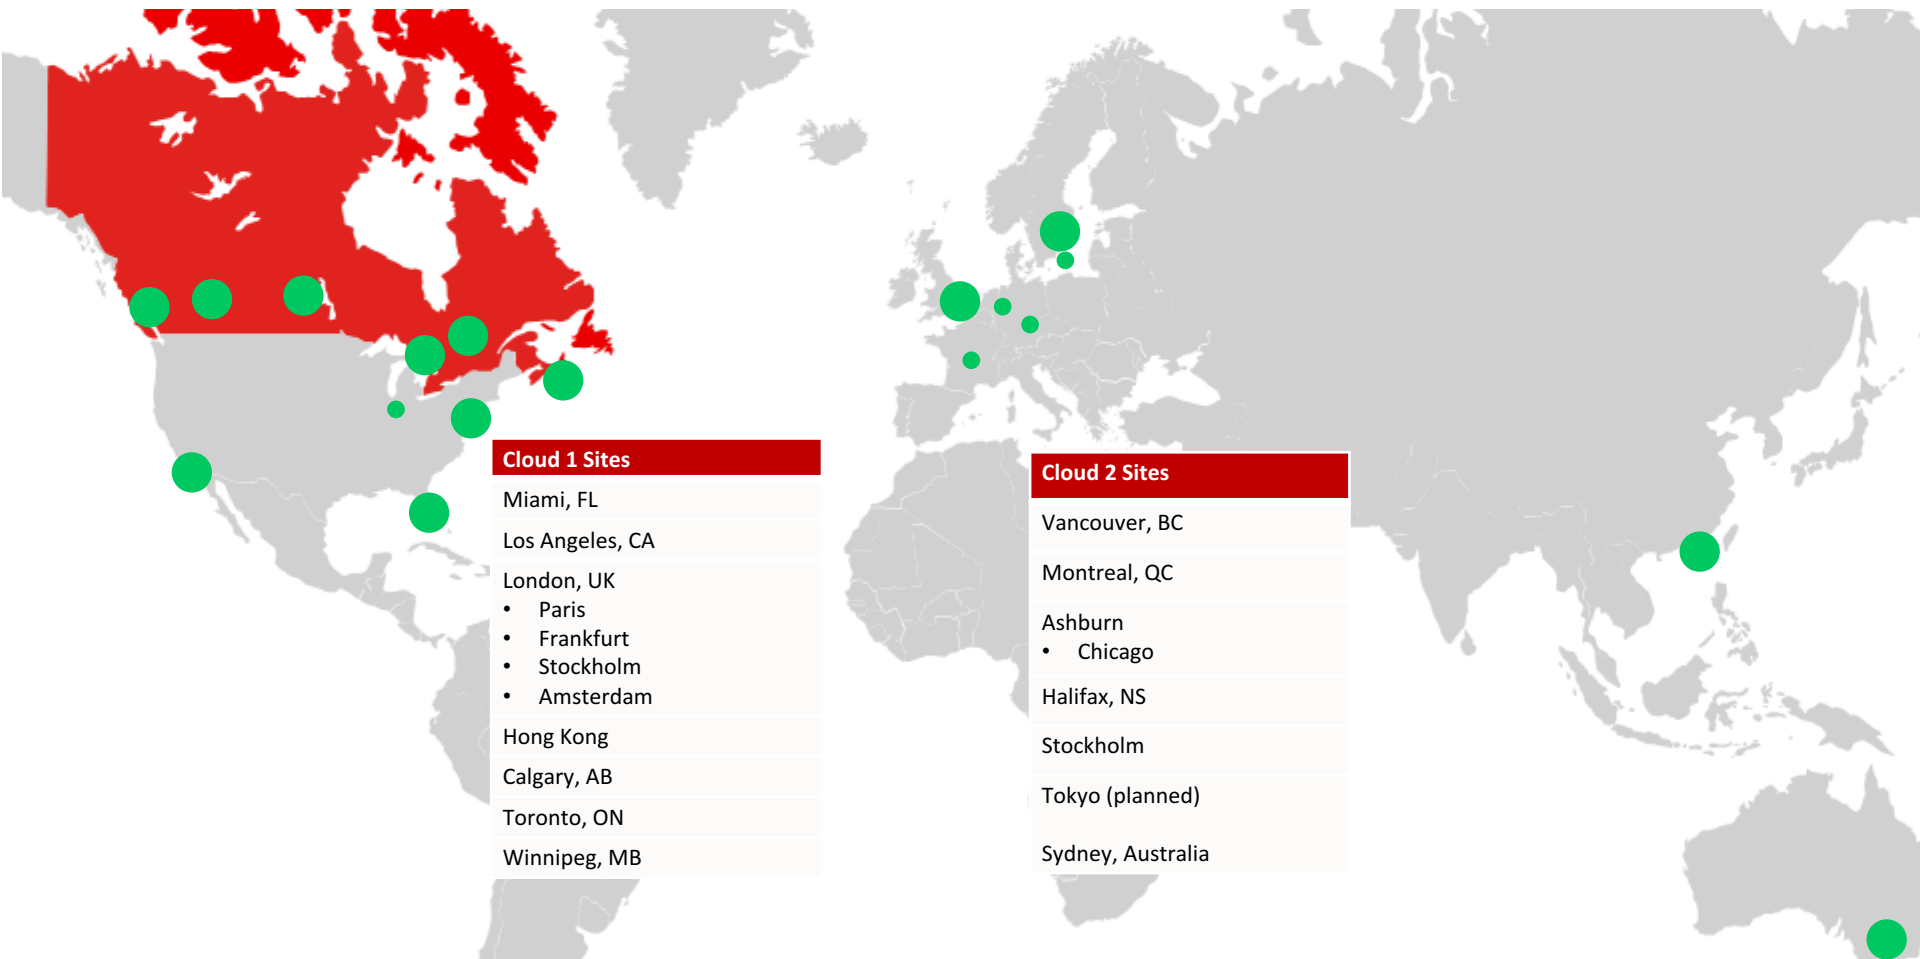 Cloud 1 Sites
Miami, FL
Los Angeles, CA
London, UK
• Paris
• Frankfurt
• Stockholm
• Amsterdam
Hong Kong
Calgary, AB
Toronto, ON
Winnipeg, MB
Cloud 2 Sites
Vancouver, BC
Montreal, QC
Ashburn
• Chicago
Halifax, NS
Stockholm
Tokyo (planned)
Sydney, Australia